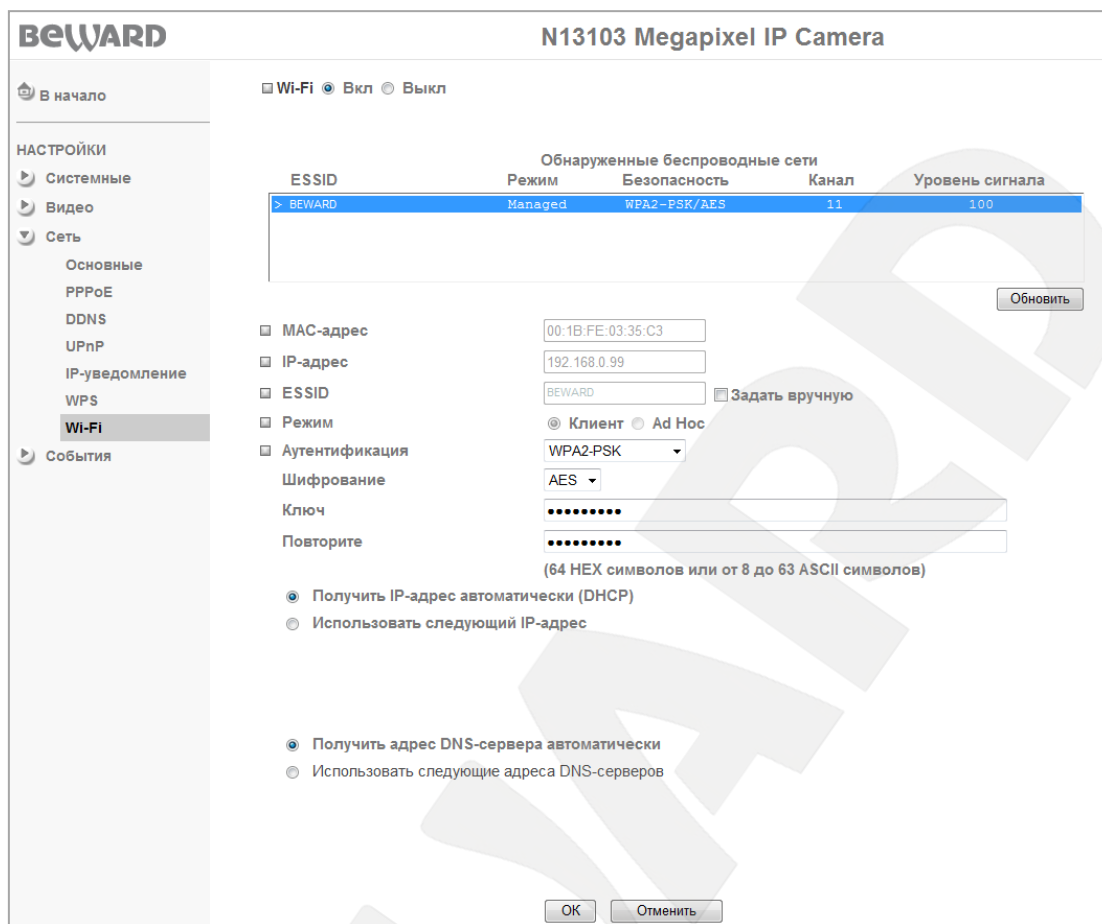 BEWARD
N13103 Megapixel IP Camera
В начало
НАСТРОЙКИ
Системные
Видео
Сеть
Основные
PPPoE
DDNS
UPnP
IP-уведомление
WPS
Wi-Fi
События
Wi-Fi Вкл Выкл
Обнаруженные беспроводные сети
ESSID Режим Безопасность Канал Уровень сигнала
> BEWARD Managed WPA2-PSK/AES 11 100
Обновить
MAC-адрес 00:1B:FE:03:35:C3
IP-адрес 192.168.0.99
ESSID BEWARD Задать вручную
Режим Клиент Ad Hoc
Аутентификация WPA2-PSK
Шифрование AES
Ключ •••••••••
Повторите •••••••••
(64 HEX символов или от 8 до 63 ASCII символов)
Получить IP-адрес автоматически (DHCP)
Использовать следующий IP-адрес
Получить адрес DNS-сервера автоматически
Использовать следующие адреса DNS-серверов
OK Отменить